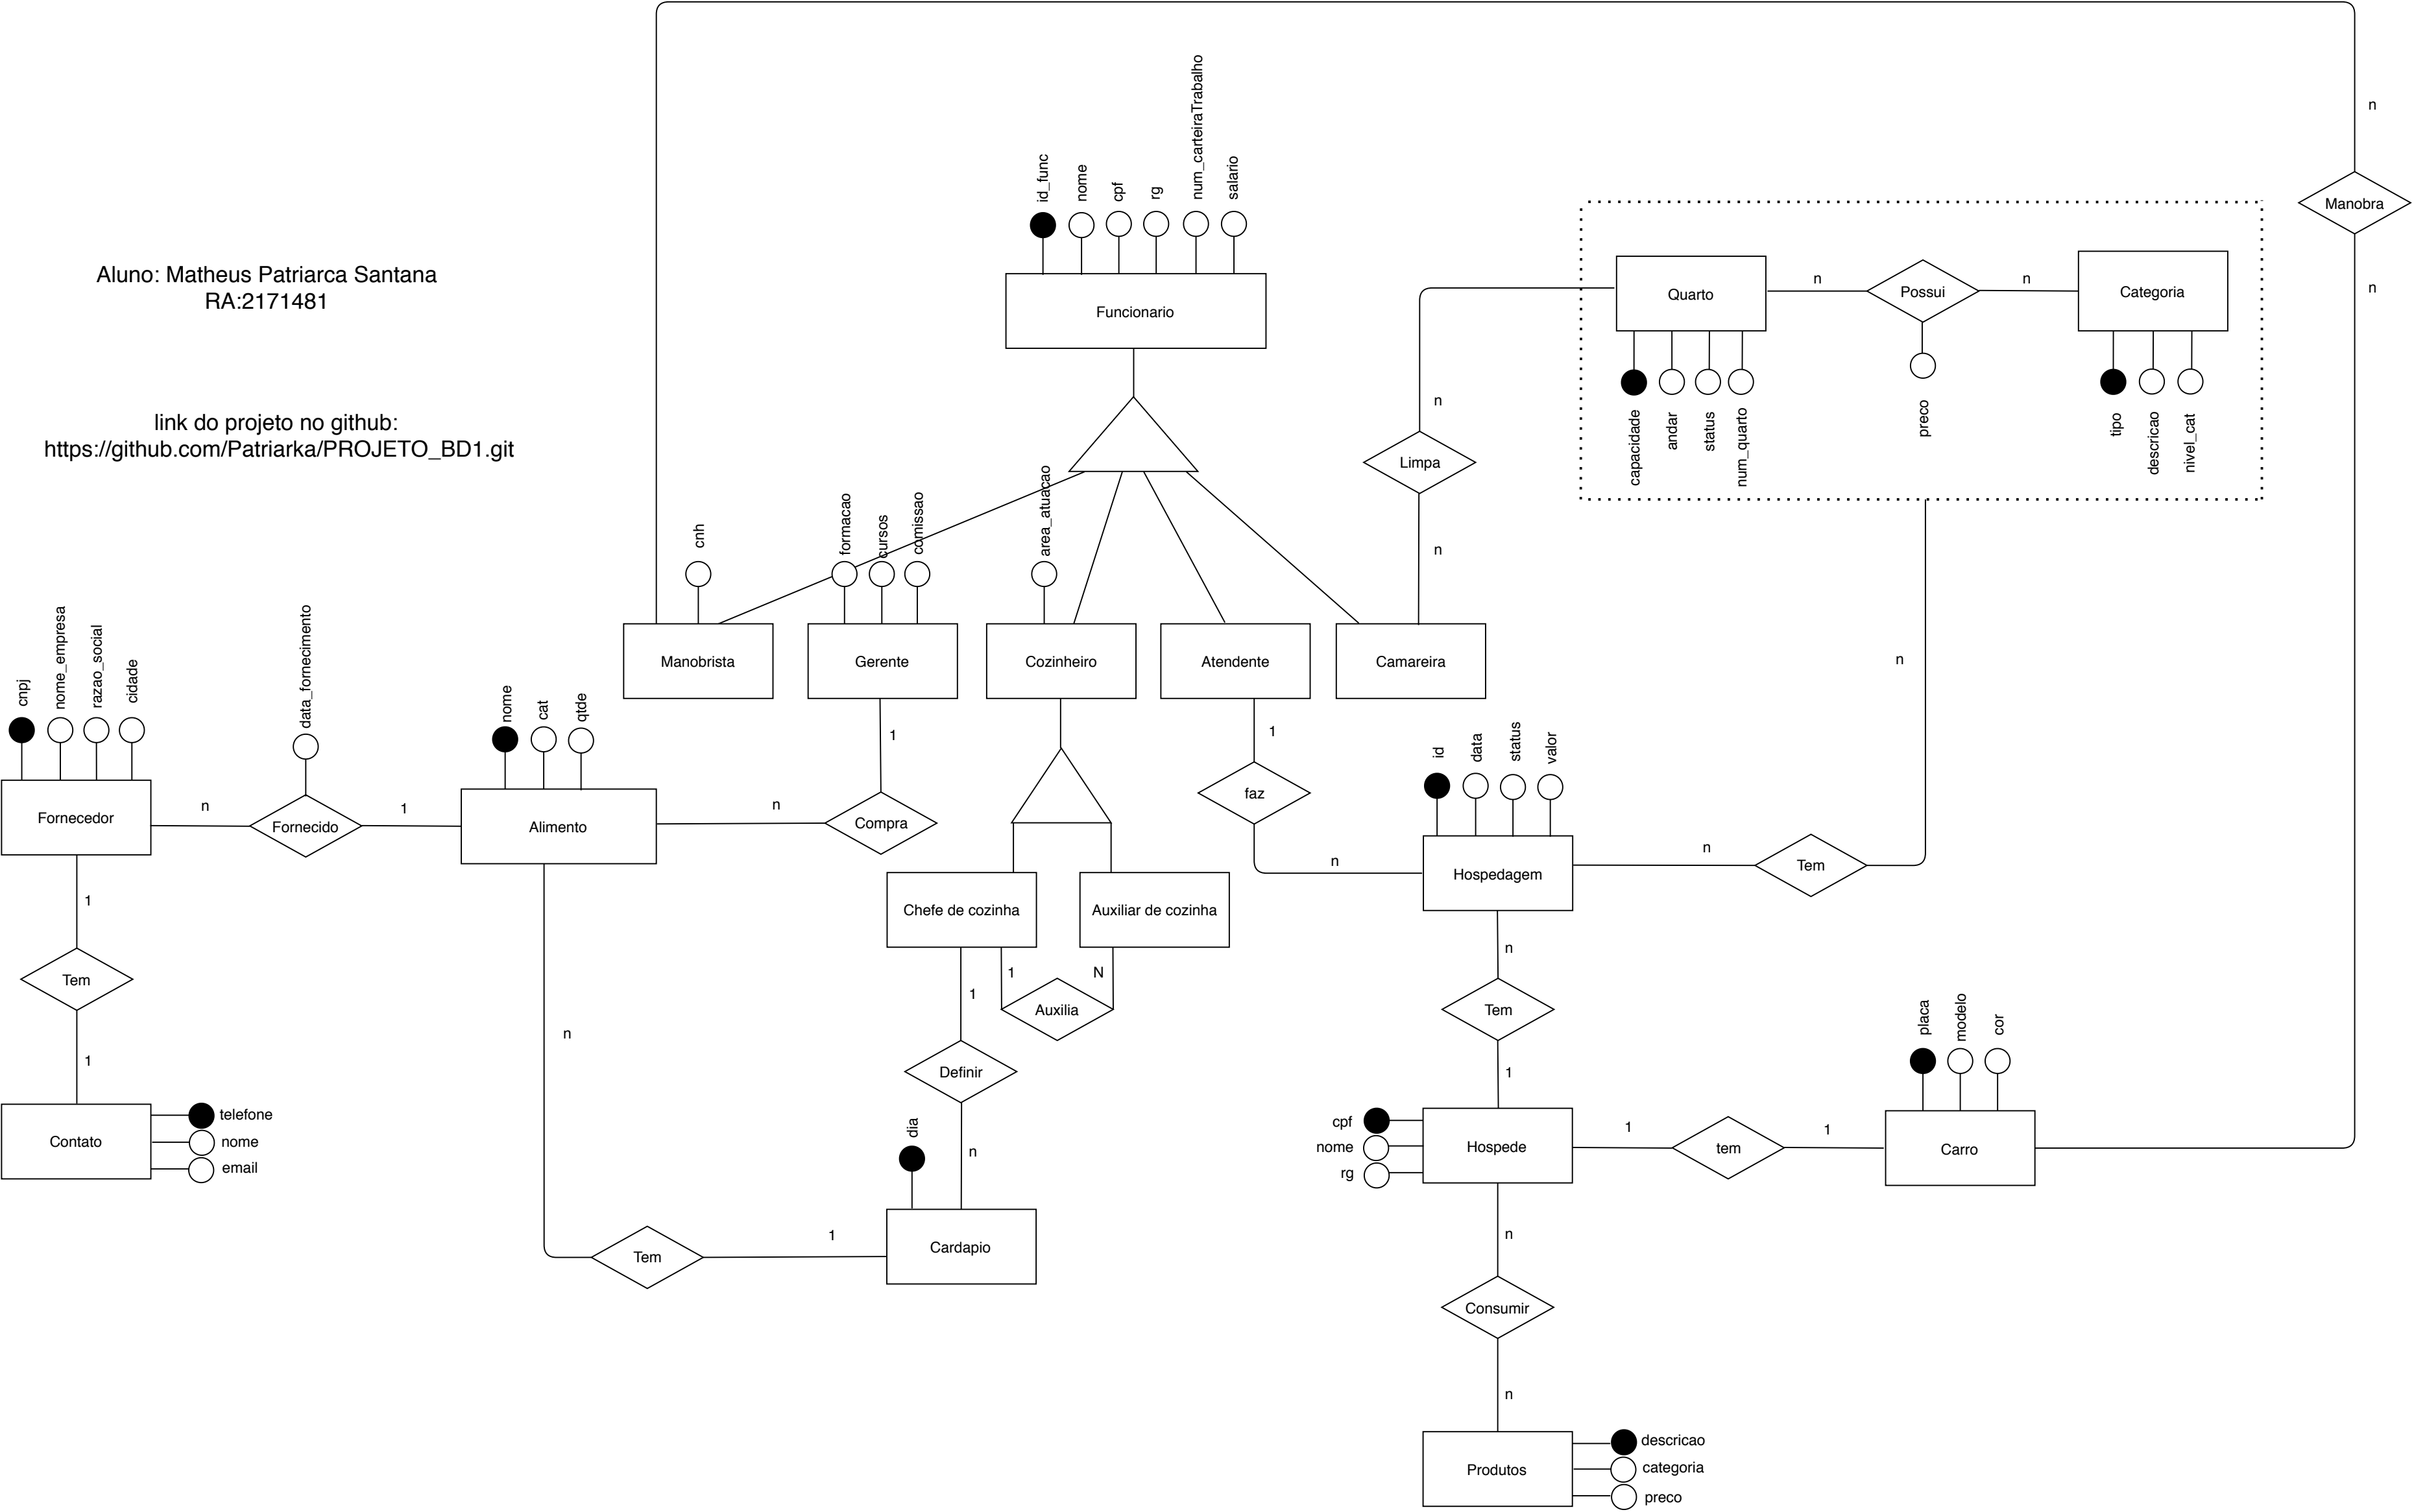 n
num_carteiraTrabalho
id_func
nome
cpf
rg
salario
Manobra
Aluno: Matheus Patriarca Santana
RA:2171481
Funcionario
Quarto
n
Possui
n
Categoria
n
capacidade
andar
status
num_quarto
preco
tipo
descricao
nivel_cat
link do projeto no github:
https://github.com/Patriarka/PROJETO_BD1.git
n
Limpa
n
cnh
formacao
cursos
comissao
area_atuacao
Manobrista
Gerente
Cozinheiro
Atendente
Camareira
n
cnpj
nome_empresa
razao_social
cidade
data_fornecimento
nome
cat
qtde
1
1
id
data
status
valor
Fornecedor
n
Fornecido
1
Alimento
n
Compra
faz
n
Hospedagem
n
Tem
1
Chefe de cozinha
Auxiliar de cozinha
Tem
1
1
N
Auxilia
n
Tem
1
n
1
Definir
n
placa
modelo
cor
Contato
telefone
nome
email
dia
cpf
nome
rg
Hospede
1
tem
1
Carro
Tem
1
Cardapio
n
Consumir
n
Produtos
descricao
categoria
preco